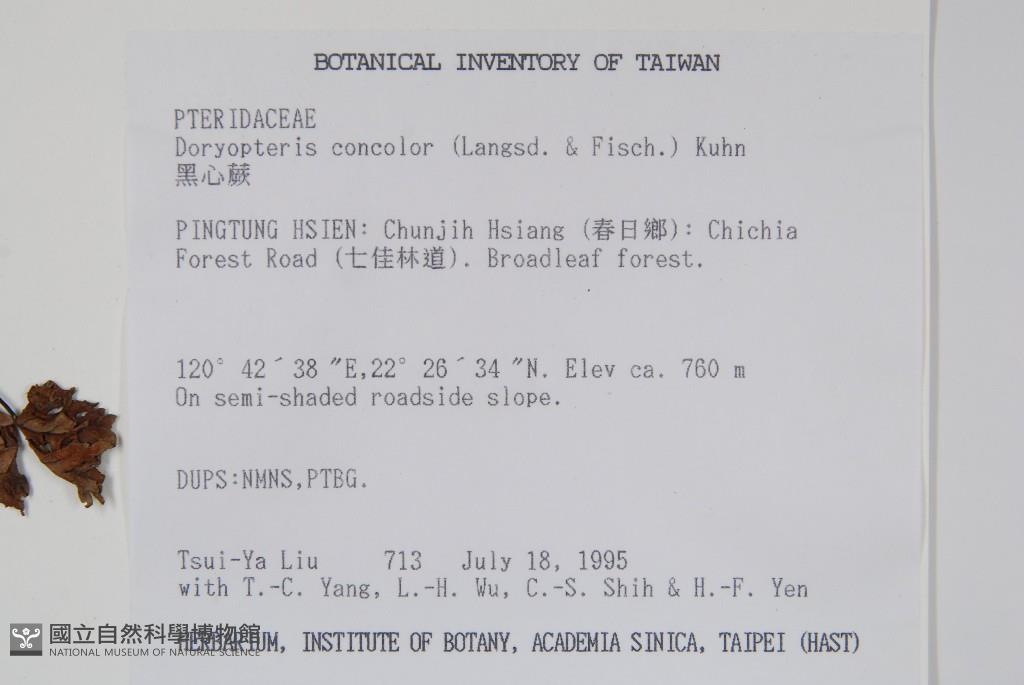 BOTANICAL INVENTORY OF TAIWAN
PTERIDACEAE
Doryopteris concolor (Langsd. & Fisch.) Kuhn
黑心蕨
PINGTUNG HSIEN: Chunjih Hsiang (春日鄉): Chichia
Forest Road (七佳林道). Broadleaf forest.
120° 42´38 ″E,22° 26´34 ″N. Elev ca. 760 m
On semi-shaded roadside slope.
DUPS:NMNS,PTBG.
Tsui-Ya Liu 713 July 18, 1995
with T.-C. Yang, L.-H. Wu, C.-S. Shih & H.-F. Yen
HERBARIUM, INSTITUTE OF BOTANY, ACADEMIA SINICA, TAIPEI (HAST)
國立自然科學博物館
NATIONAL MUSEUM OF NATURAL SCIENCE